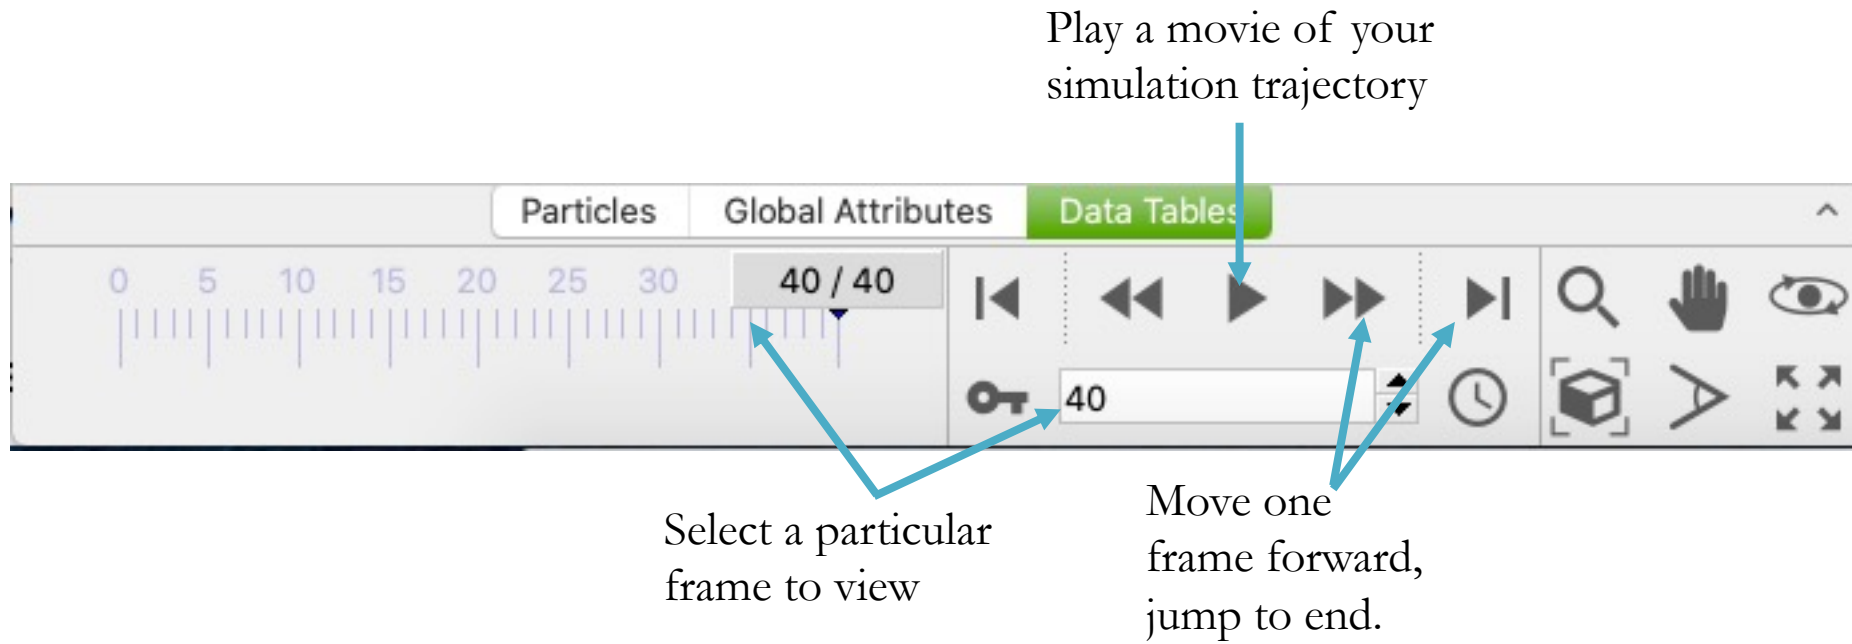 Play a movie of your
simulation trajectory
Particles Global Attributes Data Tables
0 5 10 15 20 25 30 40 / 40
40
Select a particular
frame to view
Move one
frame forward,
jump to end.